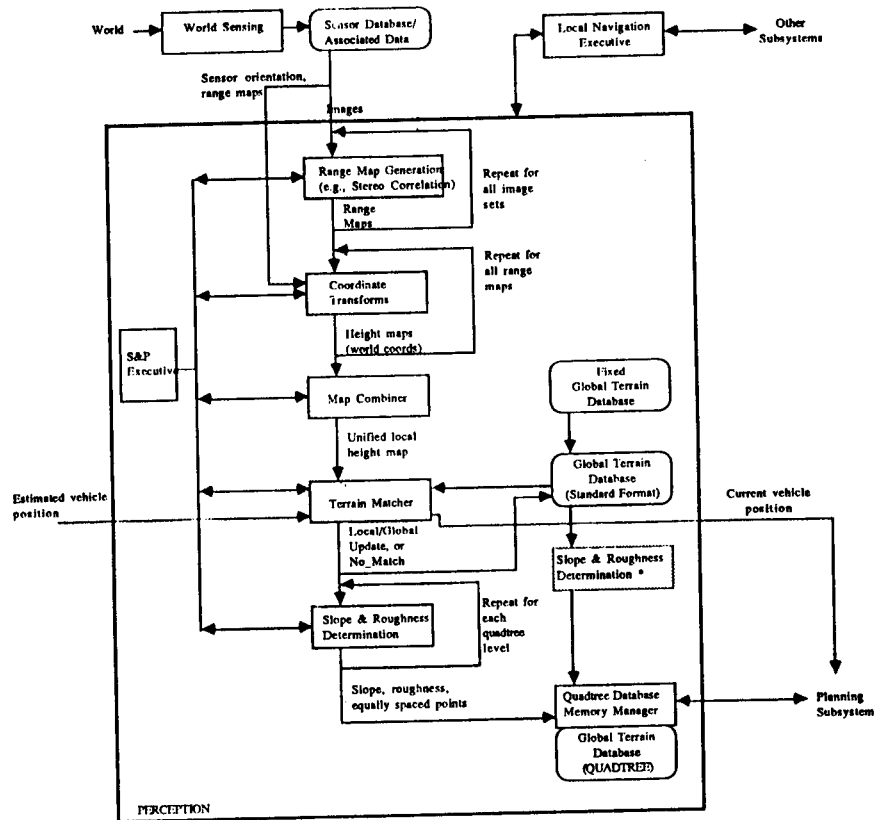 World
World Sensing
Sensor Database/
Associated Data
Local Navigation
Executive
Other
Subsystems
Sensor orientation,
range maps
Images
Range Map Generation
(e.g., Stereo Correlation)
Repeat for
all image
sets
Range
Maps
Coordinate
Transforms
Repeat for
all range
maps
Height maps
(world coords)
S&P
Executive
Map Combiner
Fixed
Global Terrain
Database
Unified local
height map
Estimated vehicle
position
Terrain Matcher
Global Terrain
Database
(Standard Format)
Current vehicle
position
Local/Global
Update, or
No_Match
Slope & Roughness
Determination *
Slope & Roughness
Determination
Repeat for
each
quadtree
level
Slope, roughness,
equally spaced points
Quadtree Database
Memory Manager
Planning
Subsystem
Global Terrain
Database
(QUADTREE)
PERCEPTION